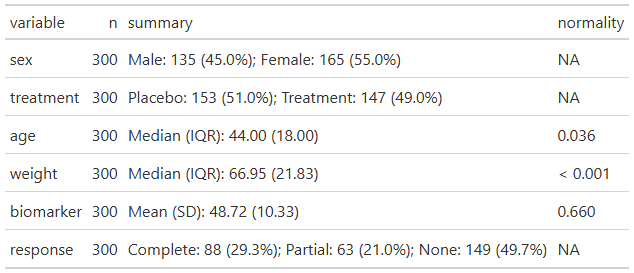 variable n summary normality
sex 300 Male: 135 (45.0%); Female: 165 (55.0%) NA
treatment 300 Placebo: 153 (51.0%); Treatment: 147 (49.0%) NA
age 300 Median (IQR): 44.00 (18.00) 0.036
weight 300 Median (IQR): 66.95 (21.83) < 0.001
biomarker 300 Mean (SD): 48.72 (10.33) 0.660
response 300 Complete: 88 (29.3%); Partial: 63 (21.0%); None: 149 (49.7%) NA